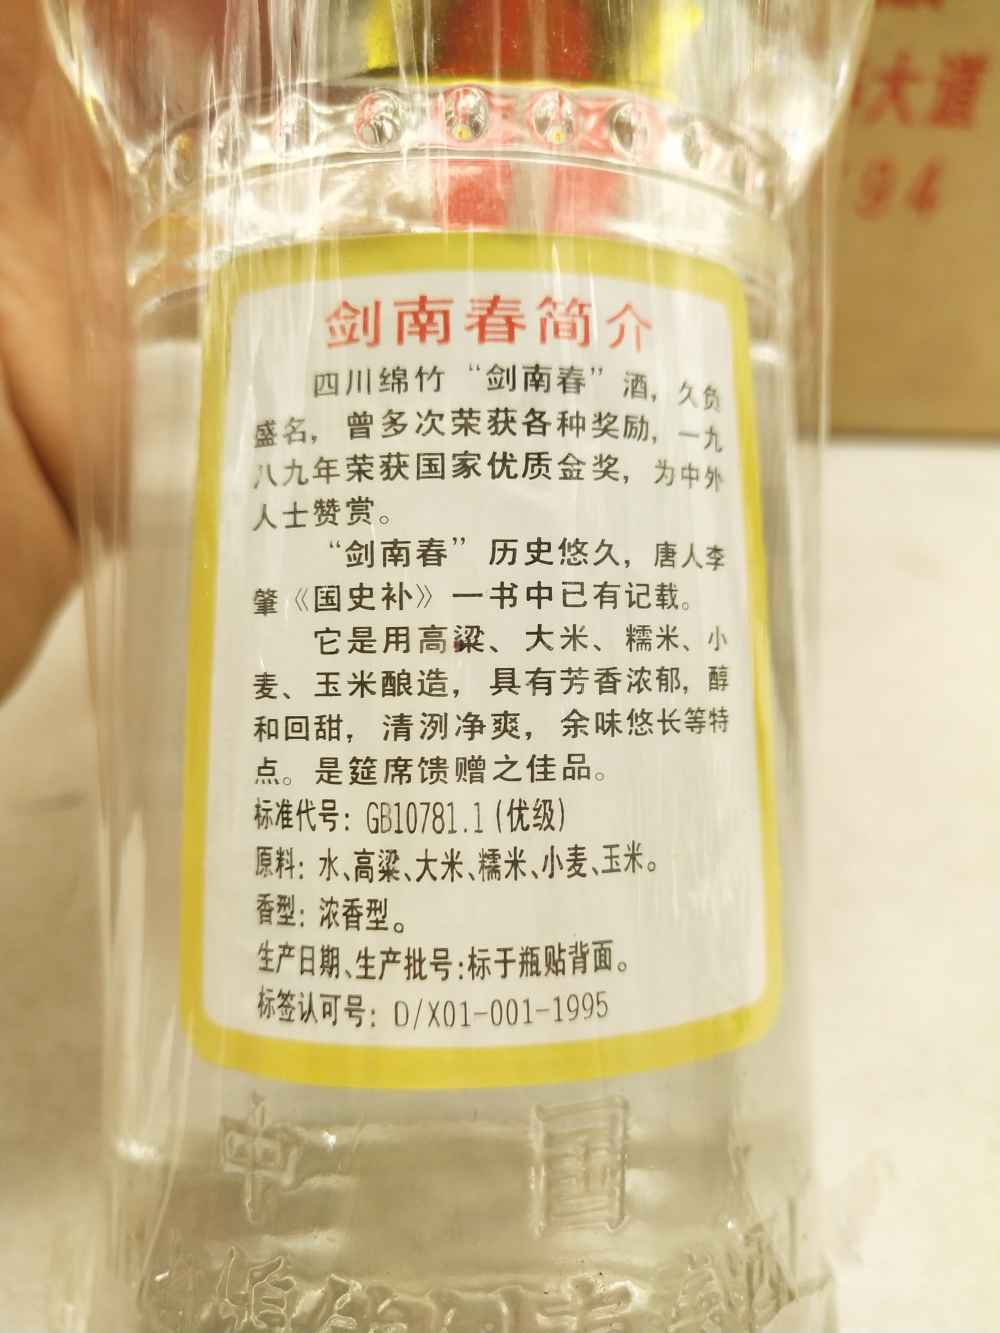 大道
94
剑南春简介
四川绵竹“剑南春”酒，久负
盛名，曾多次荣获各种奖励，一九
八九年荣获国家优质金奖，为中外
人士赞赏。
“剑南春”历史悠久，唐人李
肇《国史补》一书中已有记载。
它是用高粱、大米、糯米、小
麦、玉米酿造，具有芳香浓郁，醇
和回甜，清洌净爽，余味悠长等特
点。是筵席馈赠之佳品。
标准代号：GB10781.1(优级)
原料：水、高粱、大米、糯米、小麦、玉米。
香型：浓香型。
生产日期、生产批号：标于瓶贴背面。
标签认可号：D/X01-001-1995
中国